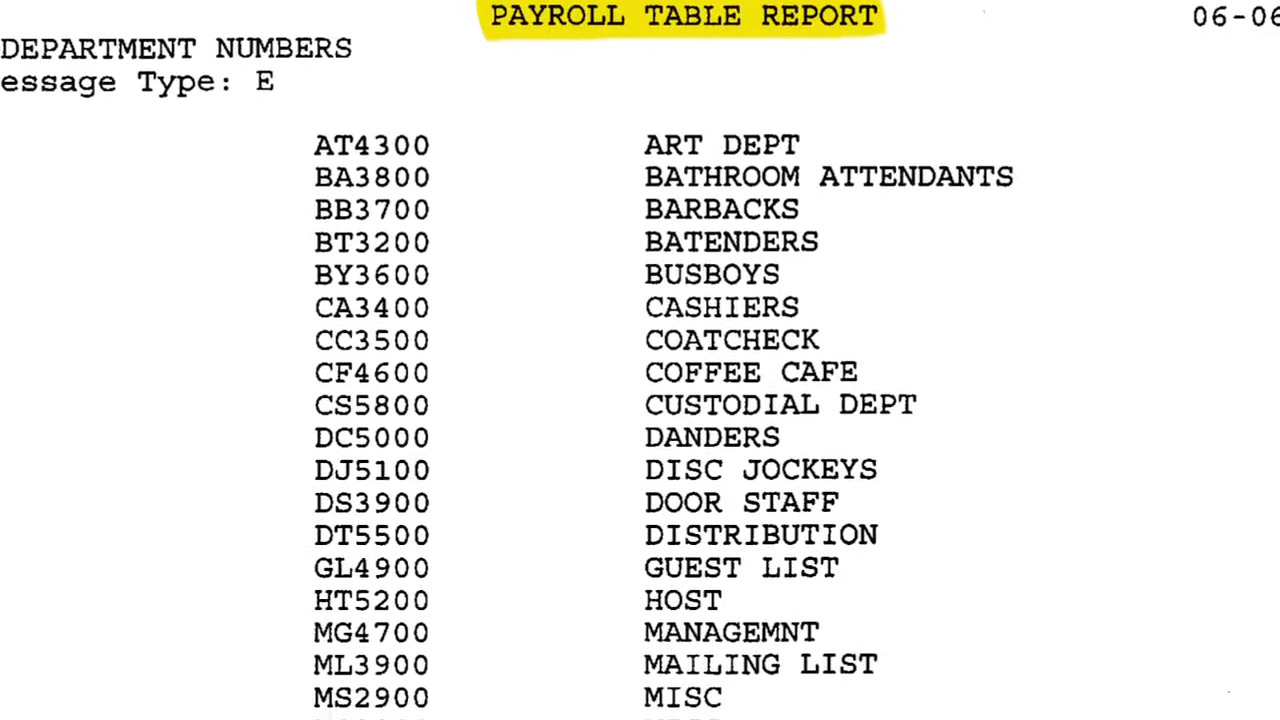 PAYROLL TABLE REPORT 06-06
DEPARTMENT NUMBERS
essage Type: E
AT4300 ART DEPT
BA3800 BATHROOM ATTENDANTS
BB3700 BARBACKS
BT3200 BATENDERS
BY3600 BUSBOYS
CA3400 CASHIERS
CC3500 COATCHECK
CF4600 COFFEE CAFE
CS5800 CUSTODIAL DEPT
DC5000 DANDERS
DJ5100 DISC JOCKEYS
DS3900 DOOR STAFF
DT5500 DISTRIBUTION
GL4900 GUEST LIST
HT5200 HOST
MG4700 MANAGEMNT
ML3900 MAILING LIST
MS2900 MISC